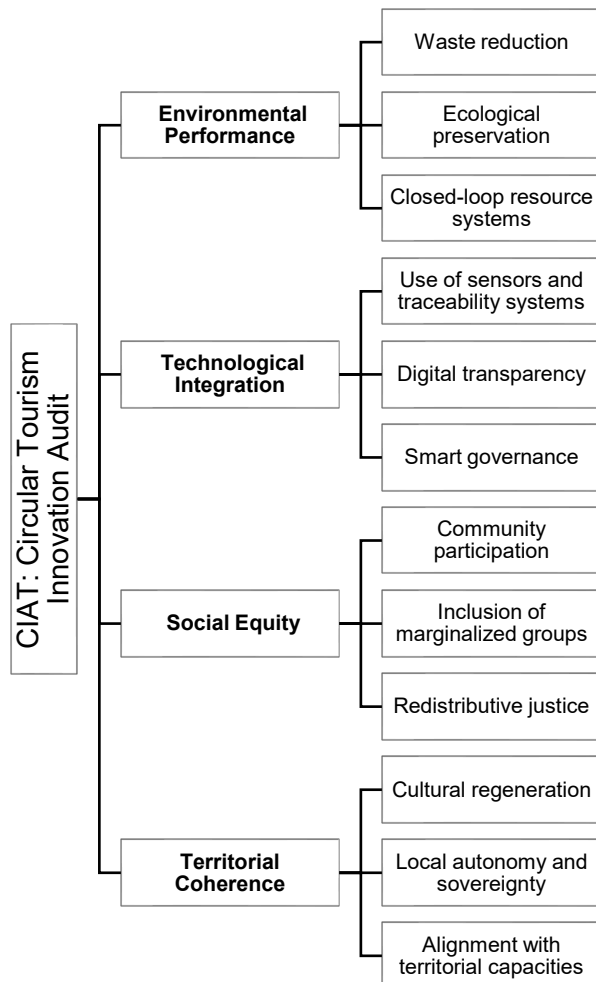 CIAT: Circular Tourism
Innovation Audit
Environmental
Performance
Waste reduction
Ecological
preservation
Closed-loop resource
systems
Technological
Integration
Use of sensors and
traceability systems
Digital transparency
Smart governance
Social Equity
Community
participation
Inclusion of
marginalized groups
Redistributive justice
Territorial
Coherence
Cultural regeneration
Local autonomy and
sovereignty
Alignment with
territorial capacities